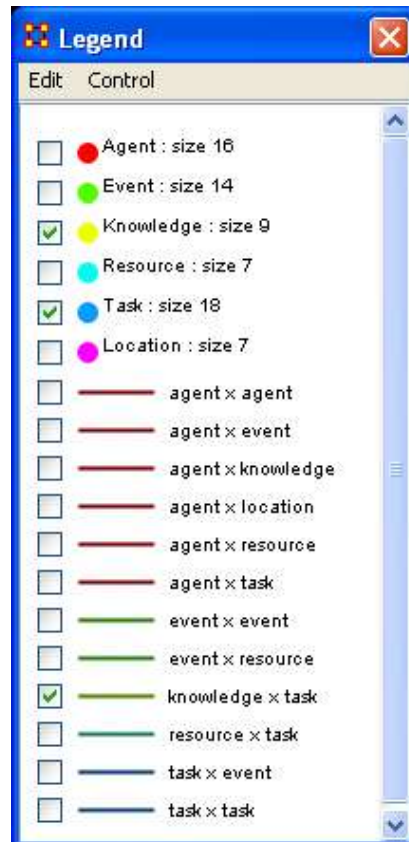 Legend
Edit Control
Agent : size 16
Event : size 14
Knowledge : size 9
Resource : size 7
Task : size 18
Location : size 7
agent x agent
agent x event
agent x knowledge
agent x location
agent x resource
agent x task
event x event
event x resource
knowledge x task
resource x task
task x event
task x task